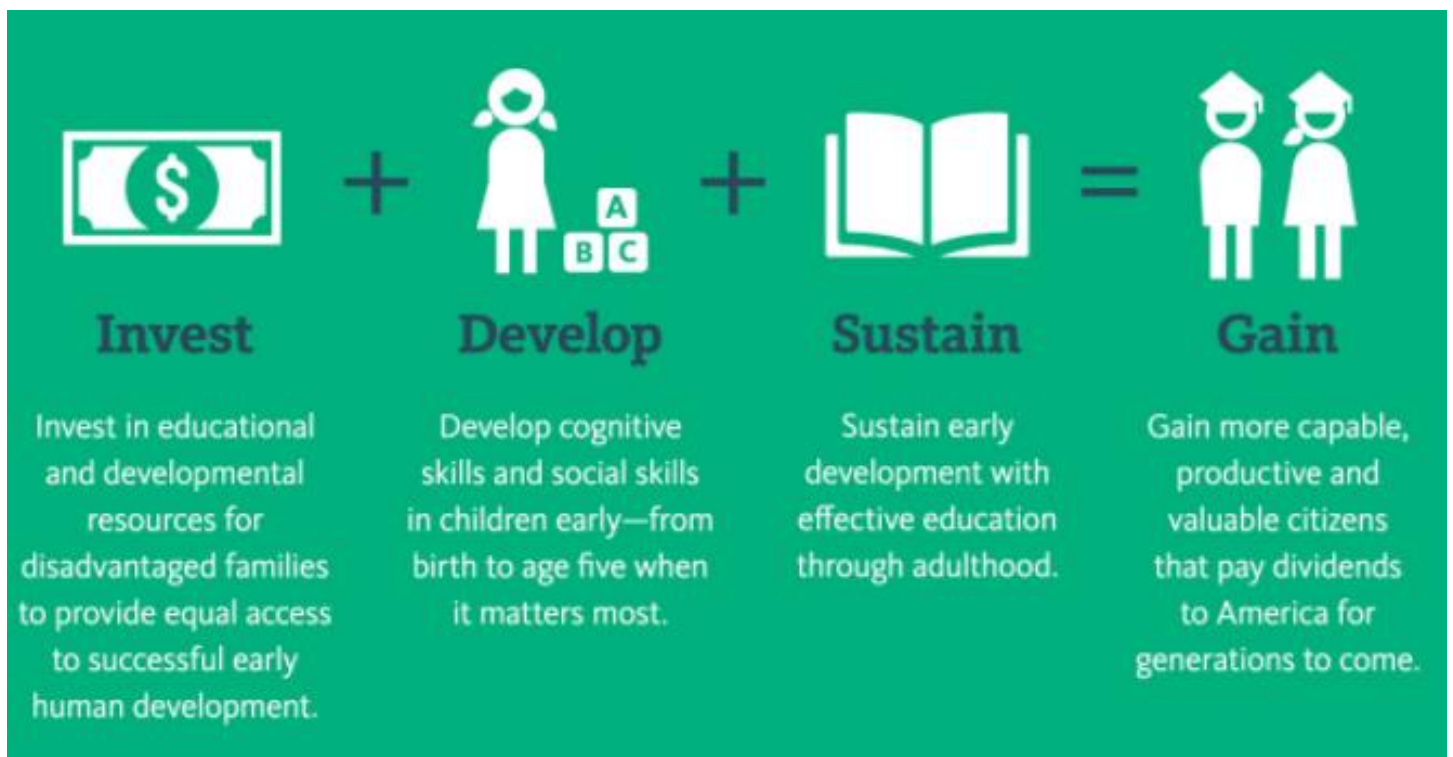 $
+
A
B C
+
=
Invest
Invest in educational
and developmental
resources for
disadvantaged families
to provide equal access
to successful early
human development.
Develop
Develop cognitive
skills and social skills
in children early—from
birth to age five when
it matters most.
Sustain
Sustain early
development with
effective education
through adulthood.
Gain
Gain more capable,
productive and
valuable citizens
that pay dividends
to America for
generations to come.